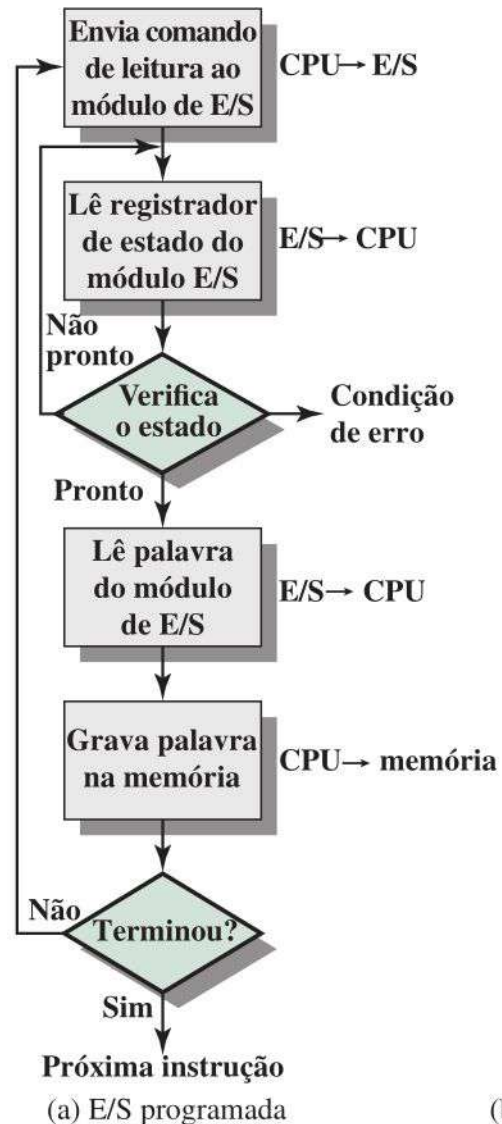 Envia comando
de leitura ao
módulo de E/S
CPU→ E/S
Lê registrador
de estado do
módulo E/S
E/S→ CPU
Não
pronto
Verifica
o estado
Condição
de erro
Pronto
Lê palavra
do módulo
de E/S
E/S→ CPU
Grava palavra
na memória
CPU→ memória
Não
Terminou?
Sim
Próxima instrução
(a) E/S programada